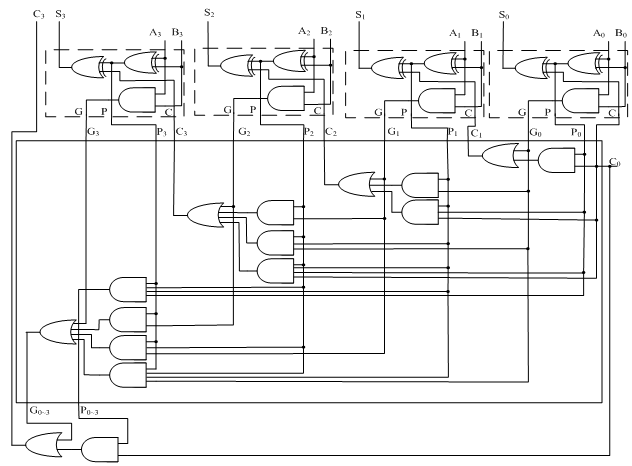 C3 S3 A3 B3 S2 A2 B2 S1 A1 B1 S0 A0 B0
G P C G P C G P C G P C
G3 P3 C3 G2 P2 C2 G1 P1 C1 G0 P0
C0
G0-3 P0-3